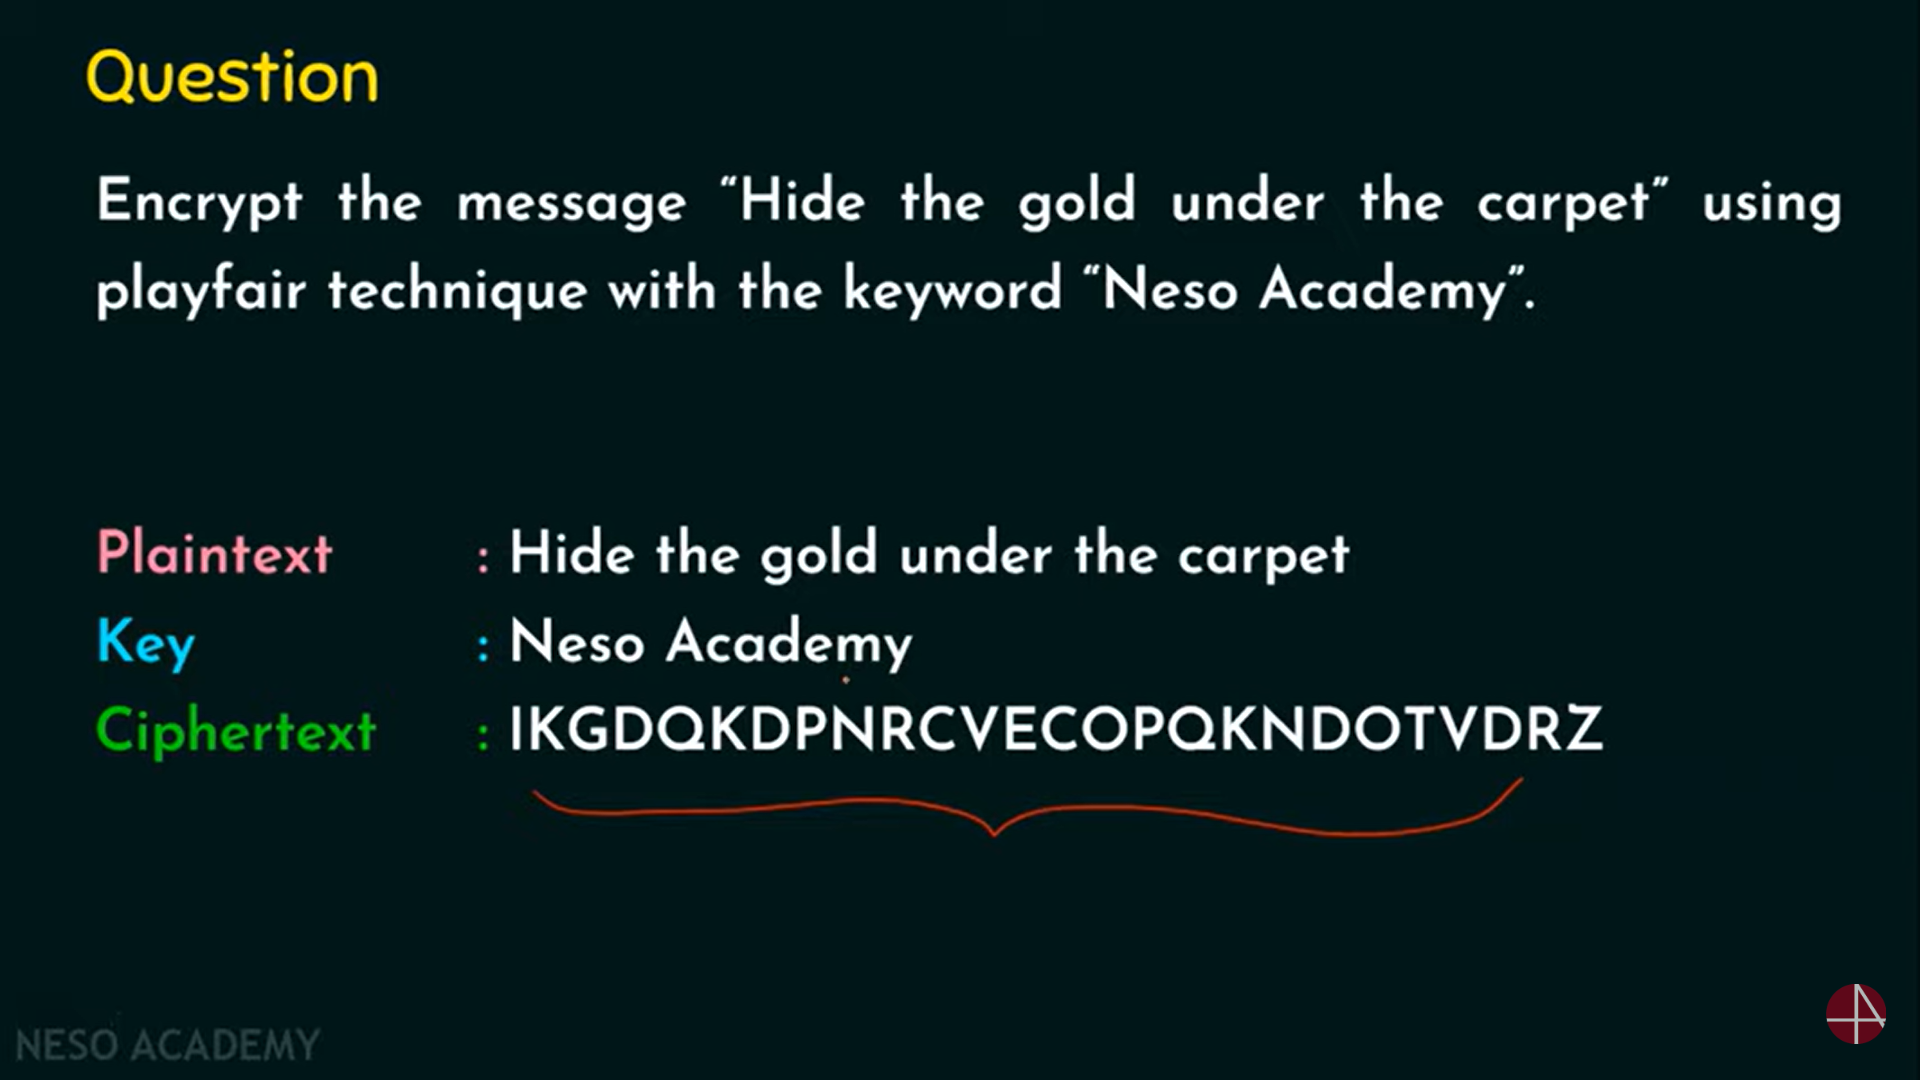 Question
Encrypt the message “Hide the gold under the carpet” using
playfair technique with the keyword “Neso Academy”.
Plaintext : Hide the gold under the carpet
Key : Neso Academy
Ciphertext : IKGDQKDPNRCVECOPQKNDOTVDRZ
NESO ACADEMY